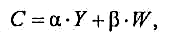 C = α · Y + β · W,